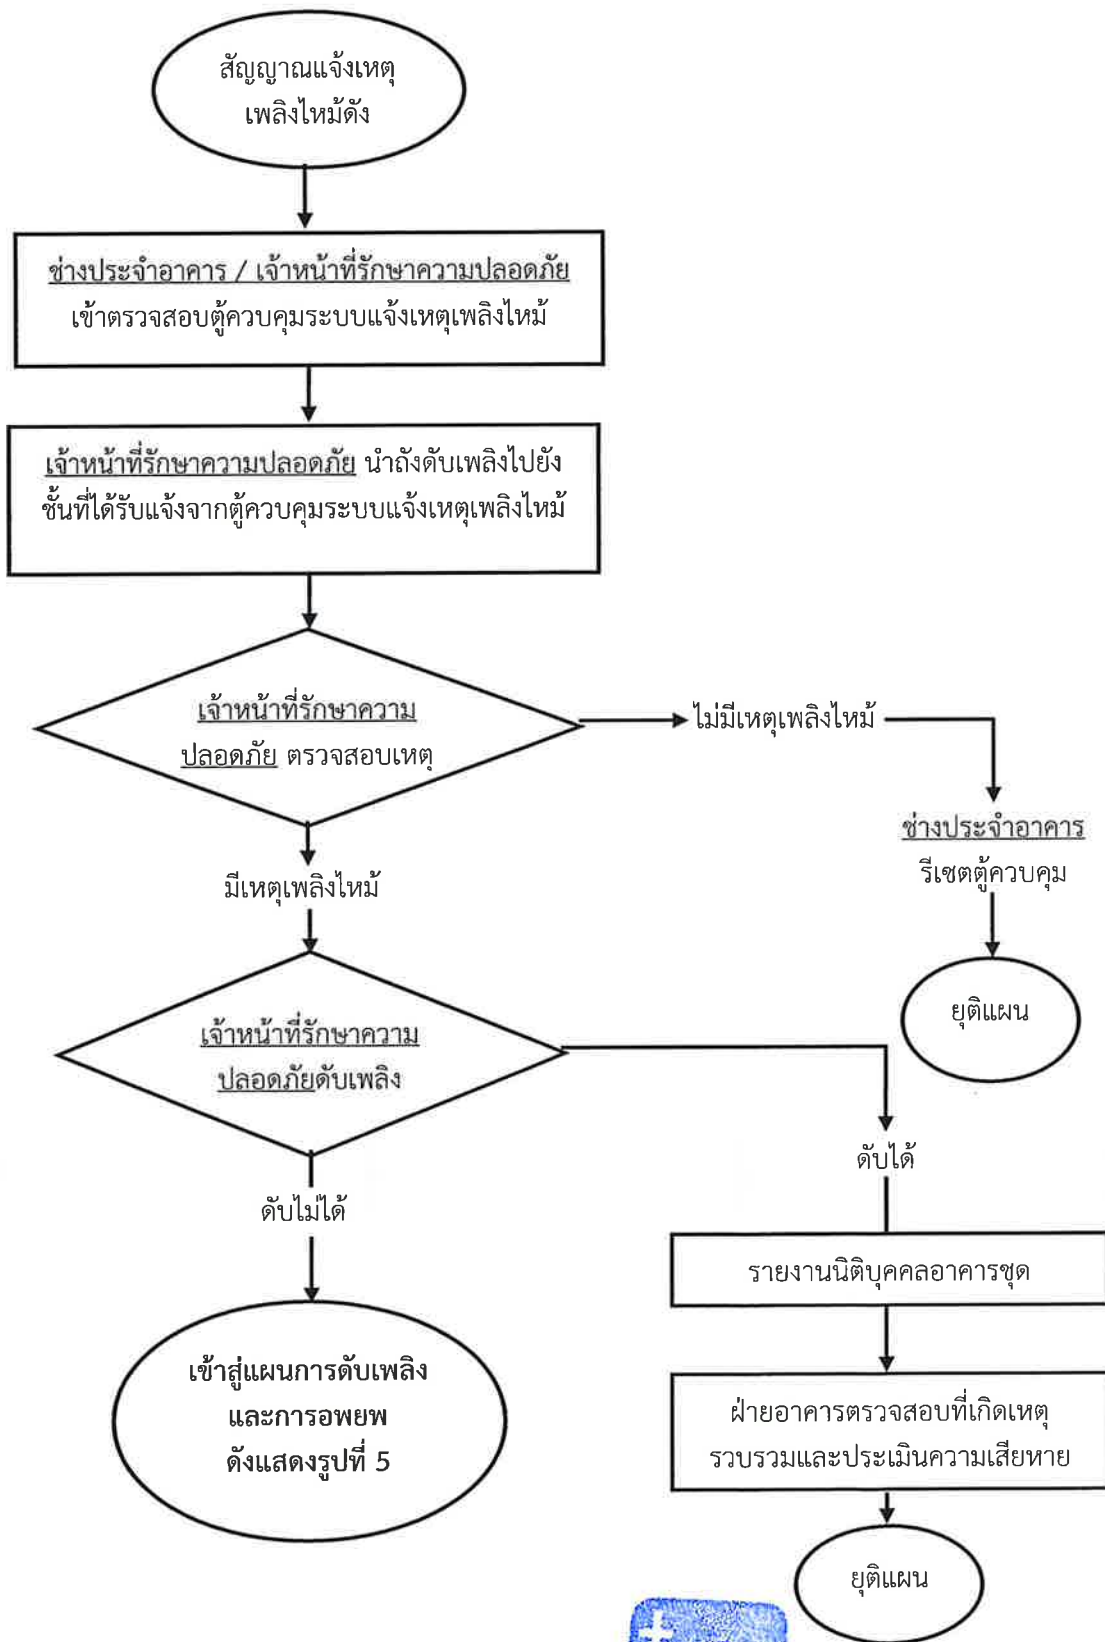 สัญญาณแจ้งเหตุ
เพลิงไหม้ดัง
ช่างประจำอาคาร / เจ้าหน้าที่รักษาความปลอดภัย
เข้าตรวจสอบตู้ควบคุมระบบแจ้งเหตุเพลิงไหม้
เจ้าหน้าที่รักษาความปลอดภัย นำถังดับเพลิงไปยัง
ชั้นที่ได้รับแจ้งจากตู้ควบคุมระบบแจ้งเหตุเพลิงไหม้
เจ้าหน้าที่รักษาความ
ปลอดภัย ตรวจสอบเหตุ
ไม่มีเหตุเพลิงไหม้
ช่างประจำอาคาร
รีเซตตู้ควบคุม
ยุติแผน
มีเหตุเพลิงไหม้
เจ้าหน้าที่รักษาความ
ปลอดภัยดับเพลิง
ดับได้
รายงานนิติบุคคลอาคารชุด
ฝ่ายอาคารตรวจสอบที่เกิดเหตุ
รวบรวมและประเมินความเสียหาย
ยุติแผน
ดับไม่ได้
เข้าสู่แผนการดับเพลิง
และการอพยพ
ดังแสดงรูปที่ 5